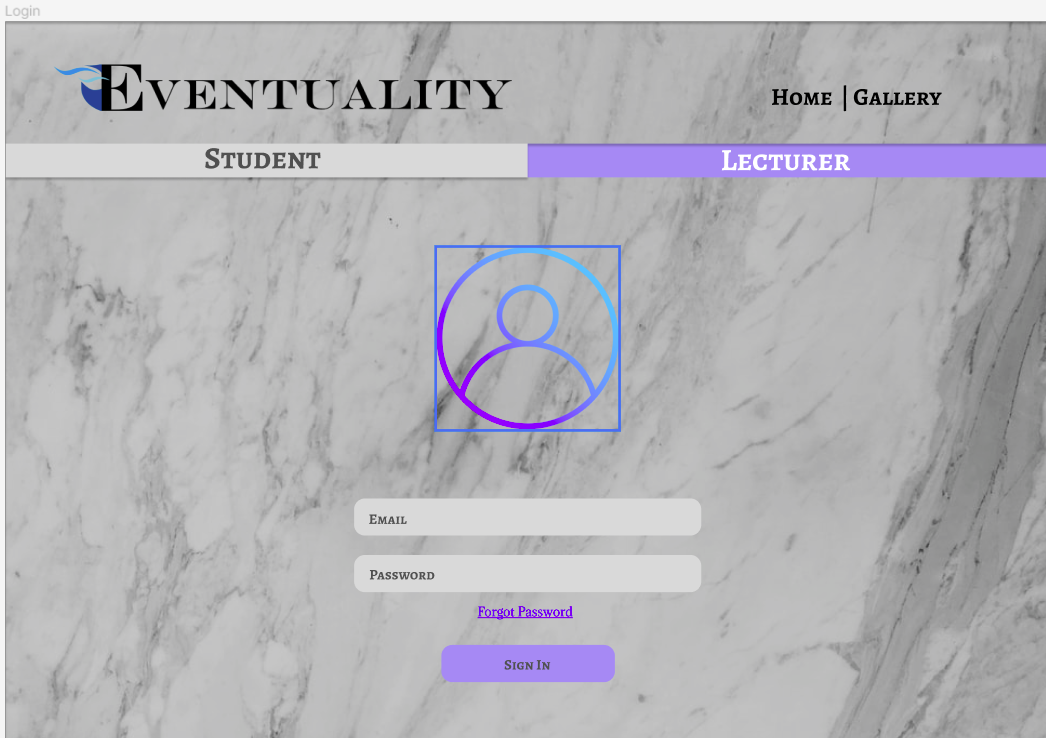 Login
Eventuality
Home | Gallery
Student
Lecturer
Email
Password
Forgot Password
Sign In